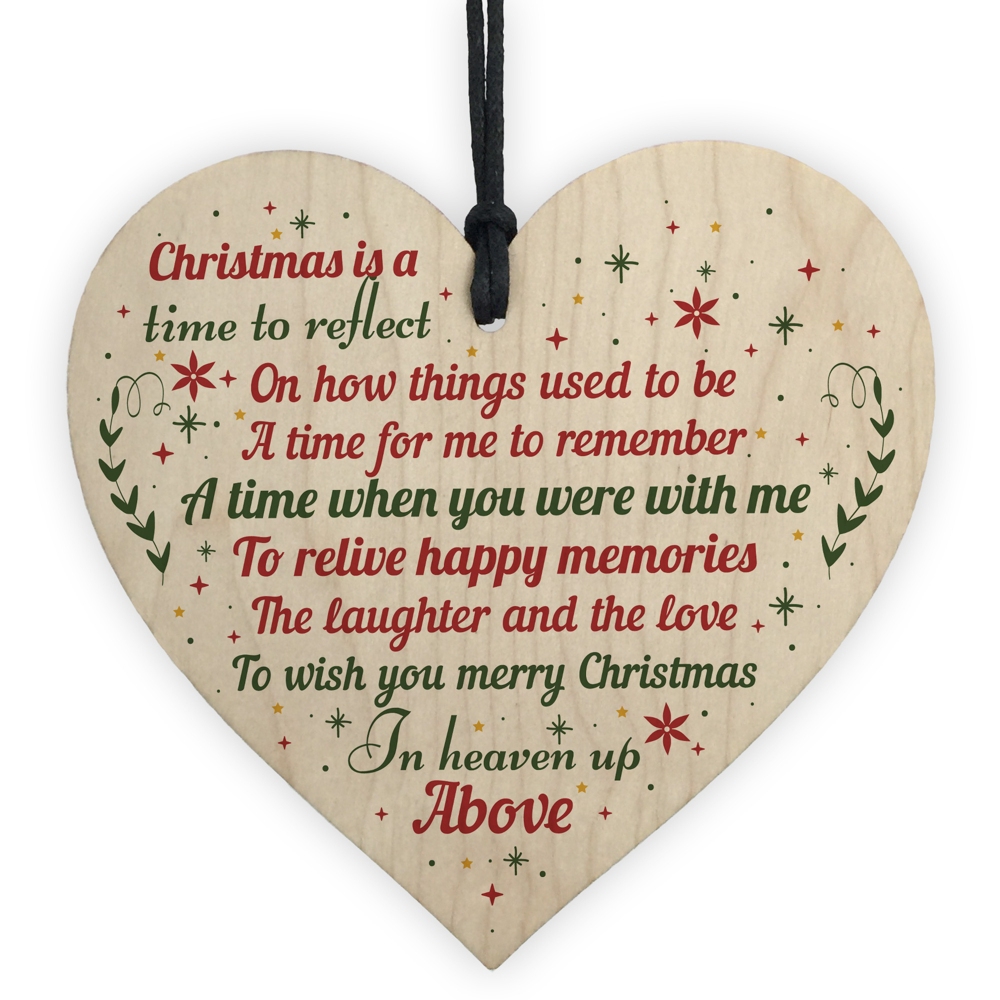 Christmas is a
time to reflect
On how things used to be
A time for me to remember
A time when you were with me
To relive happy memories
The laughter and the love
To wish you merry Christmas
In heaven up
Above